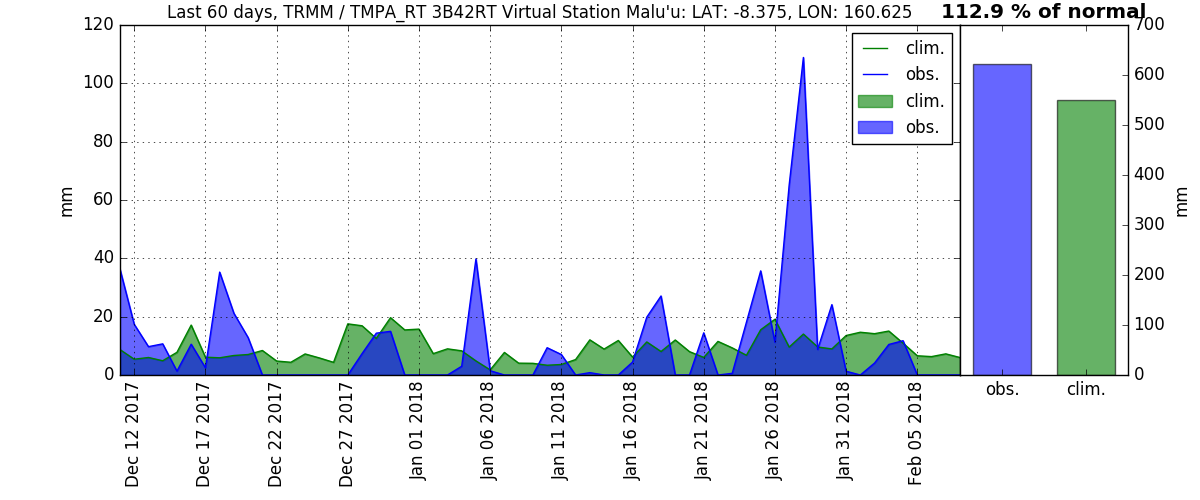 Last 60 days, TRMM / TMPA_RT 3B42RT Virtual Station Malu'u: LAT: -8.375, LON: 160.625
112.9 % of normal
120
100
80
60
40
20
0
mm
clim.
obs.
clim.
obs.
700
600
500
400
300
200
100
0
mm
Dec 12 2017
Dec 17 2017
Dec 22 2017
Dec 27 2017
Jan 01 2018
Jan 06 2018
Jan 11 2018
Jan 16 2018
Jan 21 2018
Jan 26 2018
Jan 31 2018
Feb 05 2018
obs.
clim.